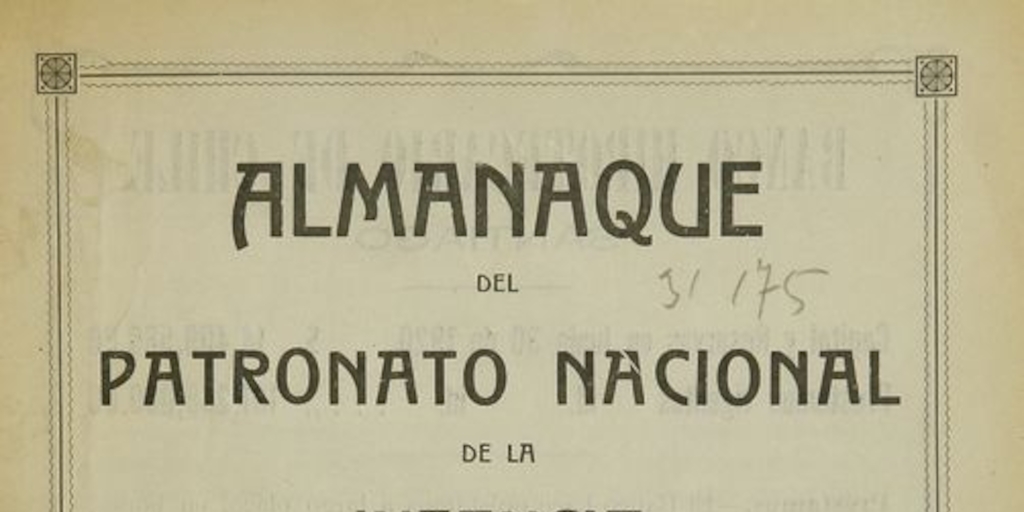 ALMANAQUE
DEL
31 175
PATRONATO NACIONAL
DE LA